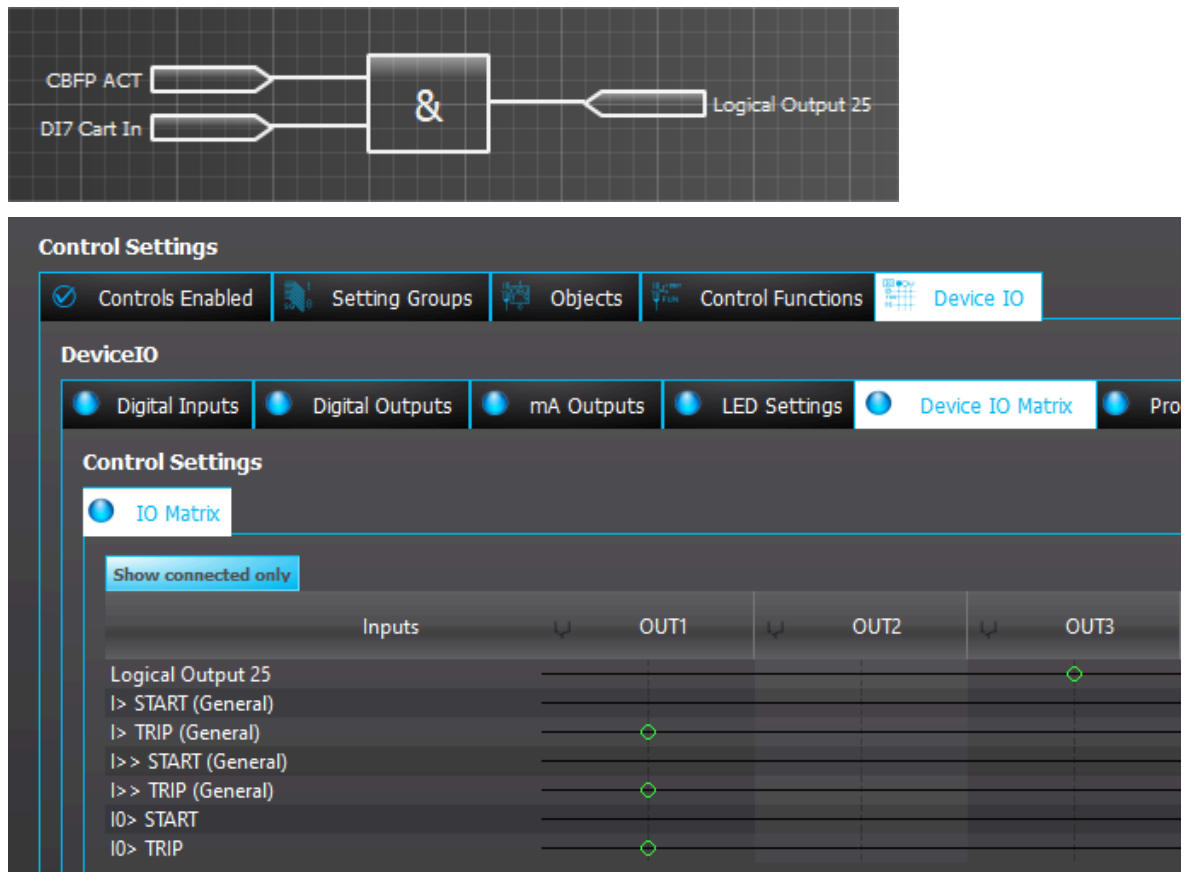 CBFP ACT
DI7 Cart In
&
Logical Output 25
Control Settings
Controls Enabled Setting Groups Objects Control Functions Device IO
DeviceIO
Digital Inputs Digital Outputs mA Outputs LED Settings Device IO Matrix Pro
Control Settings
IO Matrix
Show connected only
Inputs OUT1 OUT2 OUT3
Logical Output 25
I> START (General)
I> TRIP (General)
I>> START (General)
I>> TRIP (General)
I0> START
I0> TRIP